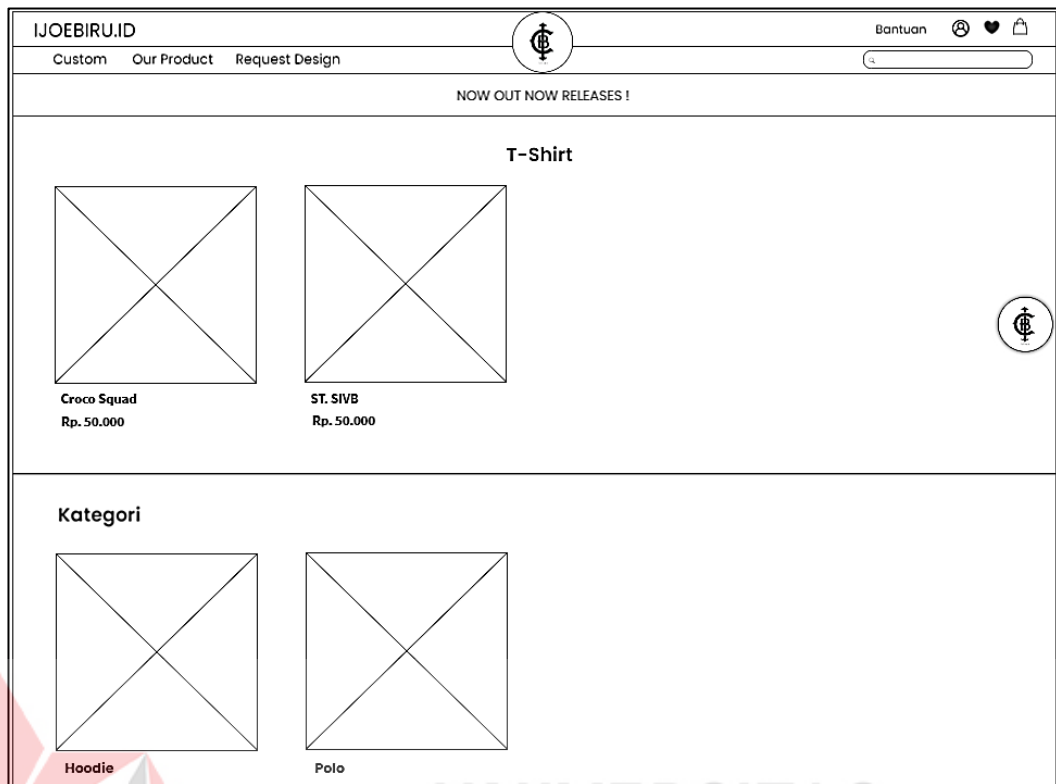 IJOEBIRU.ID
Bantuan
Custom Our Product Request Design
NOW OUT NOW RELEASES !
T-Shirt
Croco Squad
Rp. 50.000
ST. SIVB
Rp. 50.000
Kategori
Hoodie
Polo